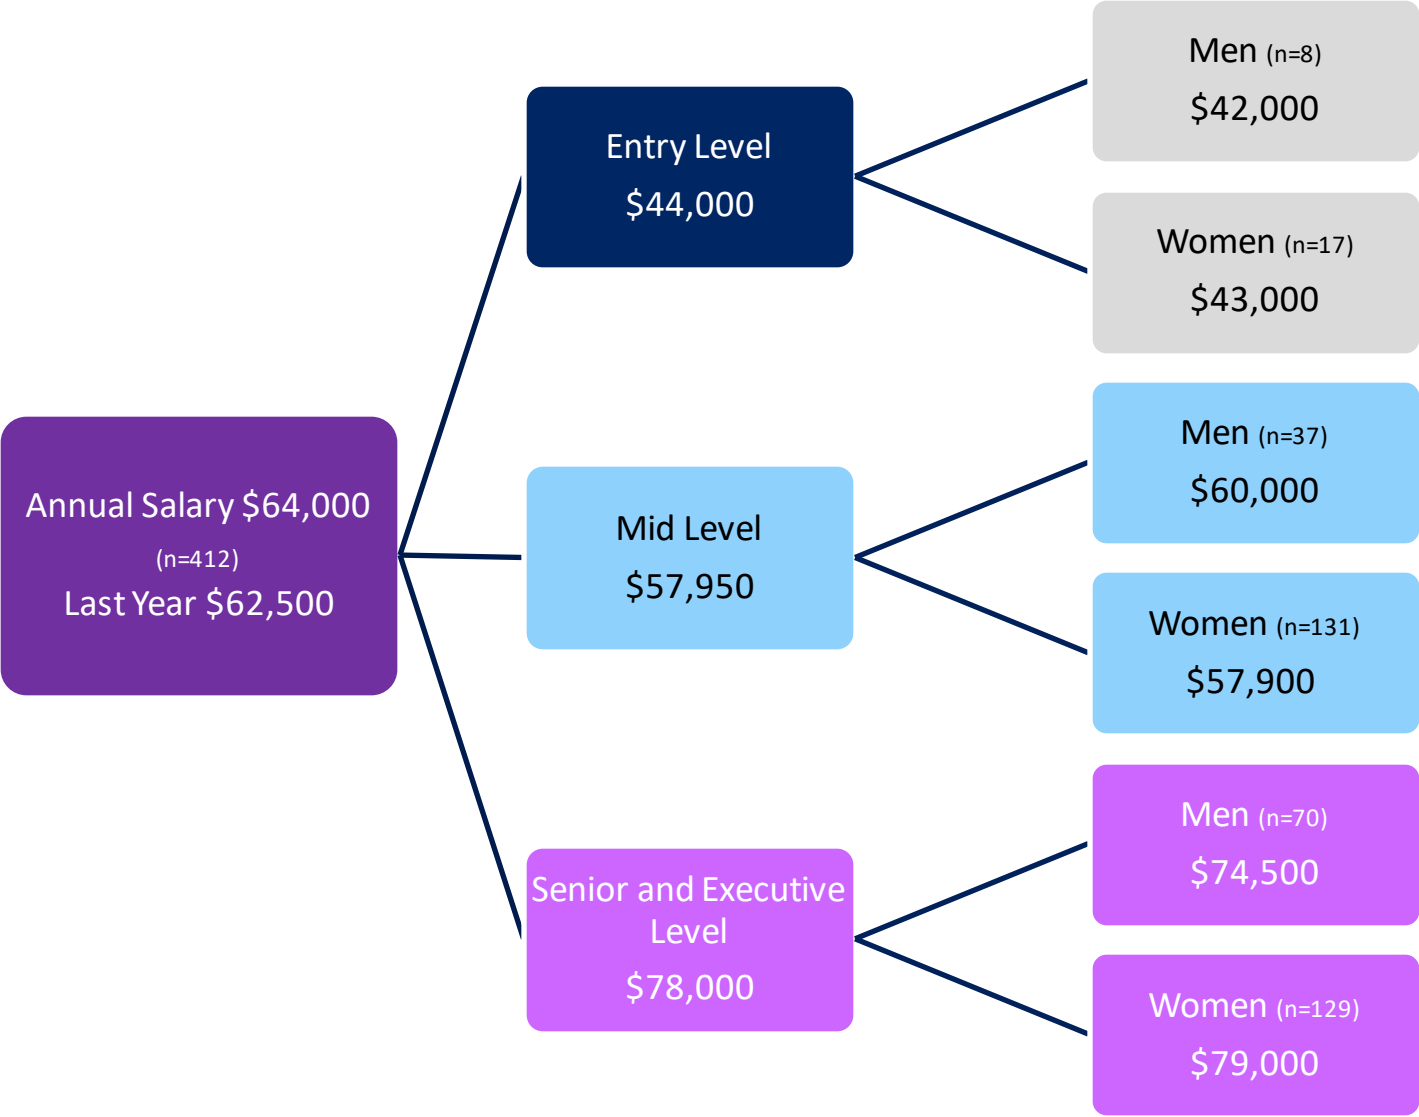 Annual Salary $64,000
(n=412)
Last Year $62,500
Entry Level
$44,000
Men (n=8)
$42,000
Women (n=17)
$43,000
Mid Level
$57,950
Men (n=37)
$60,000
Women (n=131)
$57,900
Senior and Executive
Level
$78,000
Men (n=70)
$74,500
Women (n=129)
$79,000